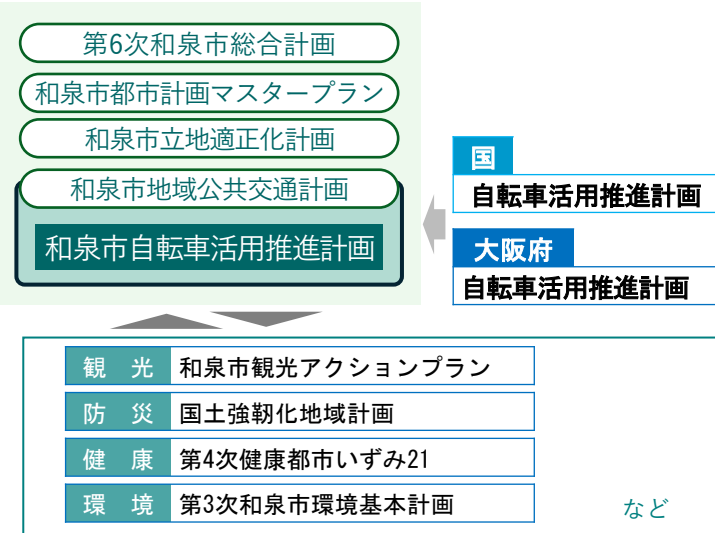 第6次和泉市総合計画
和泉市都市計画マスタープラン
和泉市立地適正化計画
和泉市地域公共交通計画
和泉市自転車活用推進計画
国
自転車活用推進計画
大阪府
自転車活用推進計画
観　光 和泉市観光アクションプラン
防　災 国土強靭化地域計画
健　康 第4次健康都市いずみ21
環　境 第3次和泉市環境基本計画
など